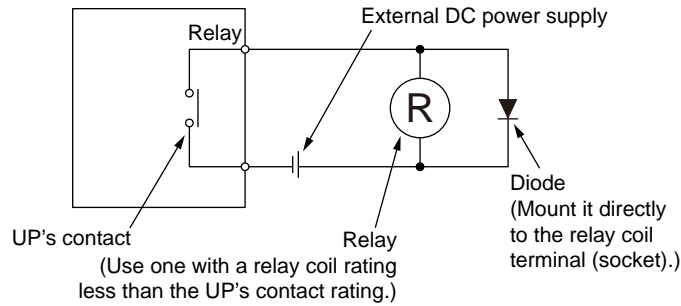 External DC power supply
Relay
R
UP's contact
Relay
(Use one with a relay coil rating
less than the UP's contact rating.)
Diode
(Mount it directly
to the relay coil
terminal (socket).)